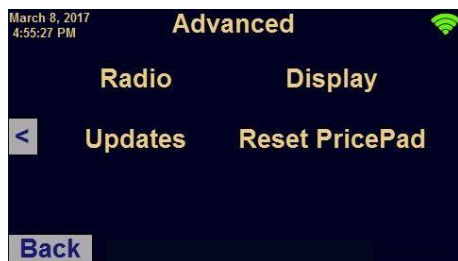 March 8, 2017
4:55:27 PM
Advanced
Radio
Display
<
Updates
Reset PricePad
Back